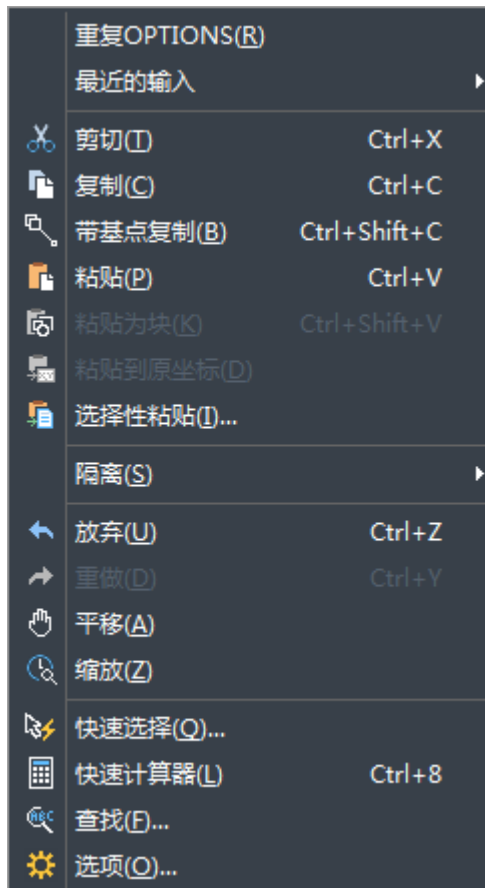 重复OPTIONS(R)
最近的输入
剪切(T) Ctrl+X
复制(C) Ctrl+C
带基点复制(B) Ctrl+Shift+C
粘贴(P) Ctrl+V
粘贴为块(K) Ctrl+Shift+V
粘贴到原坐标(D)
选择性粘贴(I)...
隔离(S)
放弃(U) Ctrl+Z
重做(D) Ctrl+Y
平移(A)
缩放(Z)
快速选择(Q)...
快速计算器(L) Ctrl+8
ABC 查找(F)...
选项(O)...